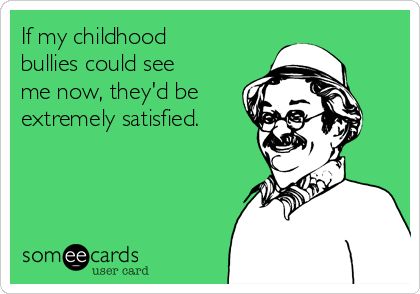 If my childhood
bullies could see
me now, they'd be
extremely satisfied.
someecards
user card